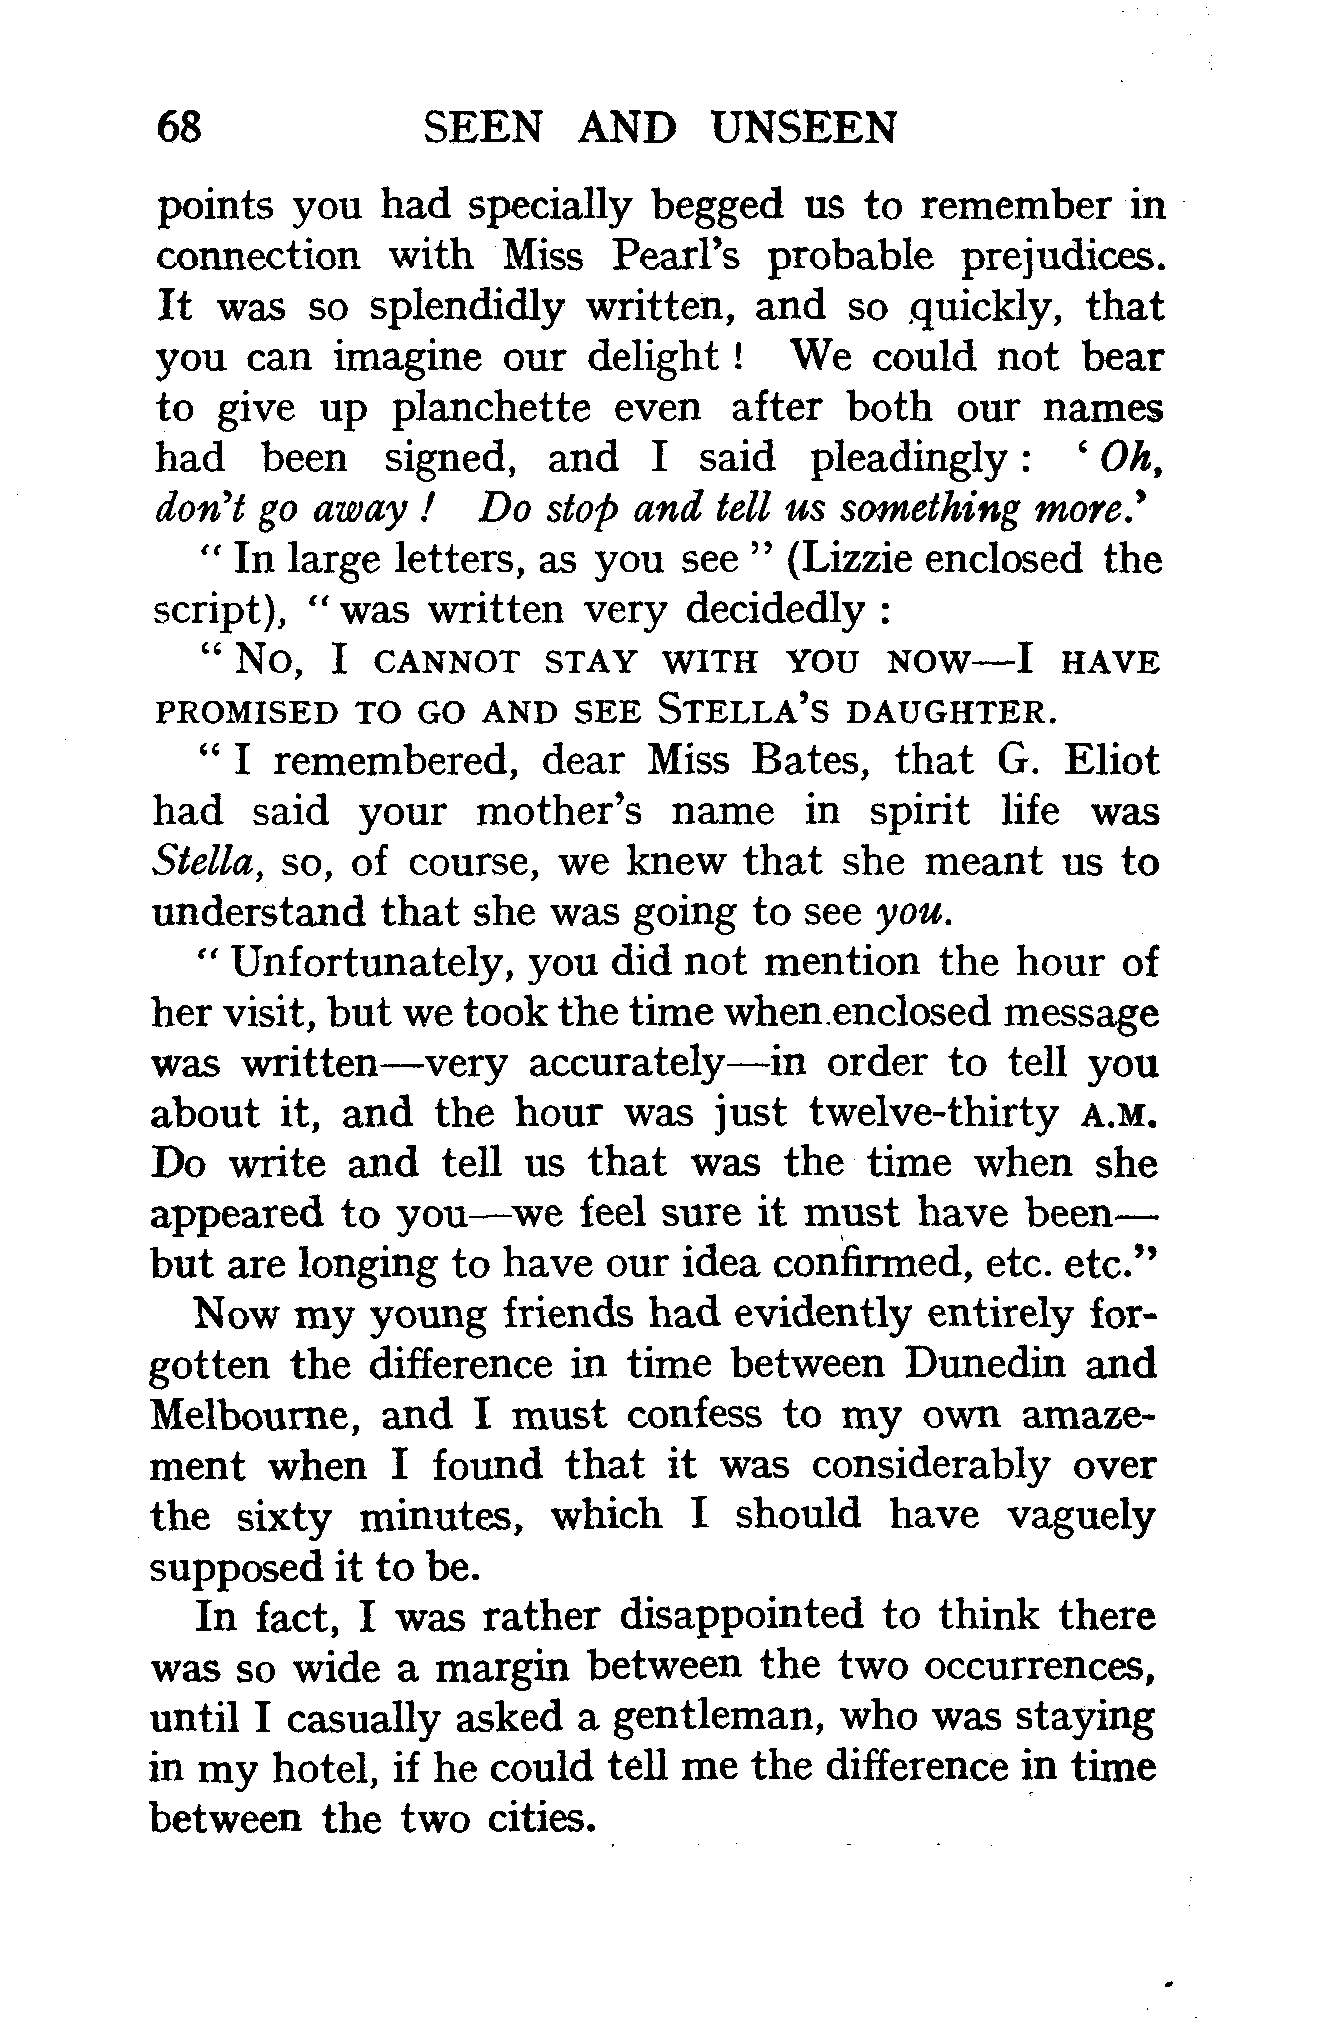 68 SEEN AND UNSEEN
points you had specially begged us to remember in
connection with Miss Pearl's probable prejudices.
It was so splendidly written, and so quickly, that
you can imagine our delight ! We could not bear
to give up planchette even after both our names
had been signed, and I said pleadingly : ' Oh,
don't go away ! Do stop and tell us something more.'
" In large letters, as you see " (Lizzie enclosed the
script), " was written very decidedly :
" No, I CANNOT STAY WITH YOU NOW—I HAVE
PROMISED TO GO AND SEE STELLA'S DAUGHTER.
" I remembered, dear Miss Bates, that G. Eliot
had said your mother's name in spirit life was
Stella, so, of course, we knew that she meant us to
understand that she was going to see you.
" Unfortunately, you did not mention the hour of
her visit, but we took the time when enclosed message
was written—very accurately—in order to tell you
about it, and the hour was just twelve-thirty A.M.
Do write and tell us that was the time when she
appeared to you—we feel sure it must have been—
but are longing to have our idea confirmed, etc. etc."
Now my young friends had evidently entirely for-
gotten the difference in time between Dunedin and
Melbourne, and I must confess to my own amaze-
ment when I found that it was considerably over
the sixty minutes, which I should have vaguely
supposed it to be.
In fact, I was rather disappointed to think there
was so wide a margin between the two occurrences,
until I casually asked a gentleman, who was staying
in my hotel, if he could tell me the difference in time
between the two cities.